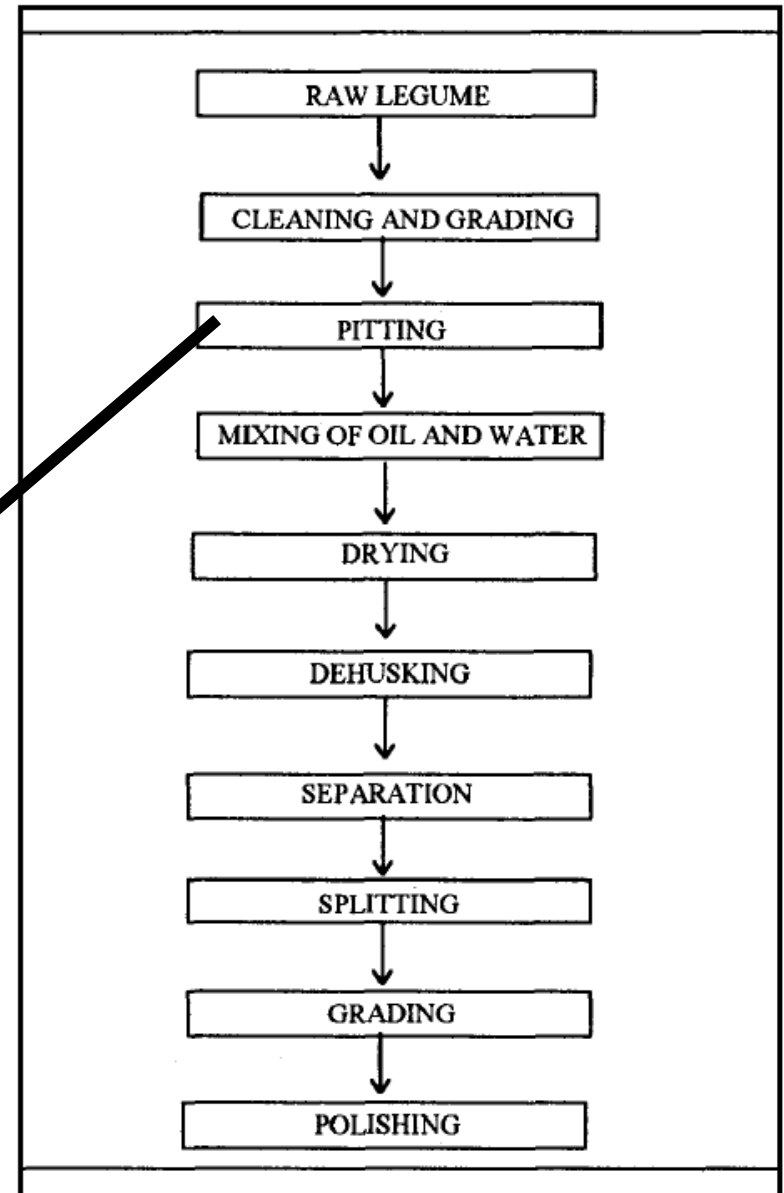 RAW LEGUME
CLEANING AND GRADING
PITTING
MIXING OF OIL AND WATER
DRYING
DEHUSKING
SEPARATION
SPLITTING
GRADING
POLISHING